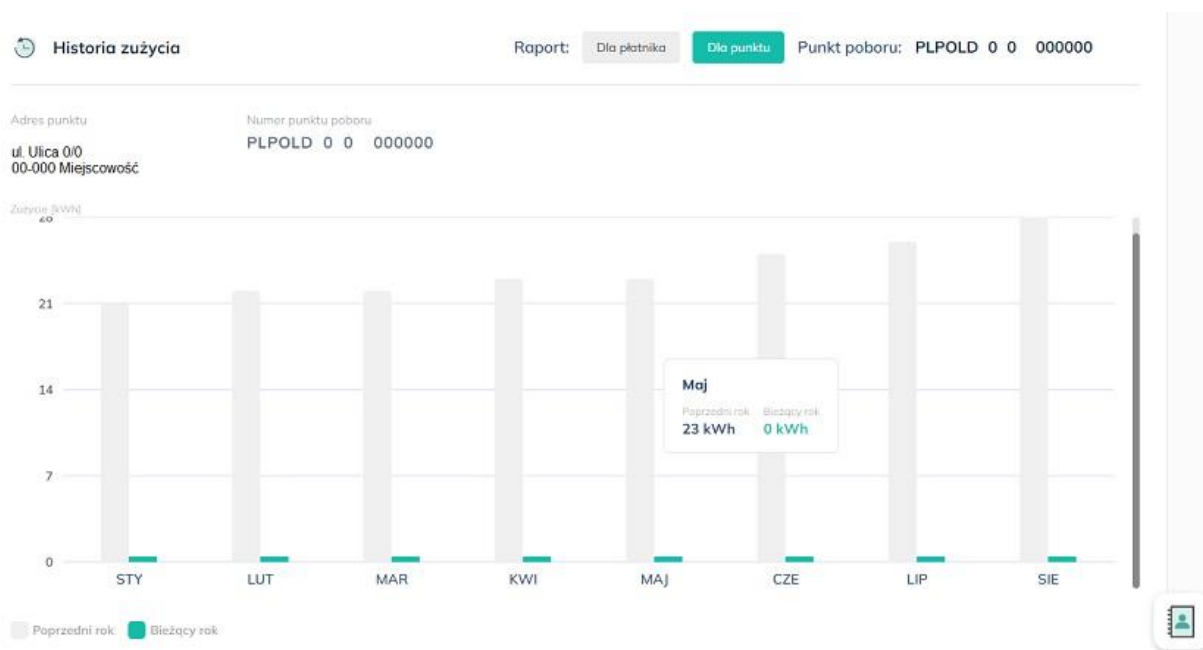 Historia zużycia
Raport: Dla płatnika Dla punktu Punkt poboru: PLPOLD 0 0 000000
Adres punktu
Numer punktu poboru
ul. Ulica 0/0
PLPOLD 0 0 000000
00-000 Miejscowość
Zużycie [kWh]
28
21
14
7
0
Maj
Poprzedni rok Bieżący rok
23 kWh 0 kWh
STY LUT MAR KWI MAJ CZE LIP SIE
Poprzedni rok Bieżący rok